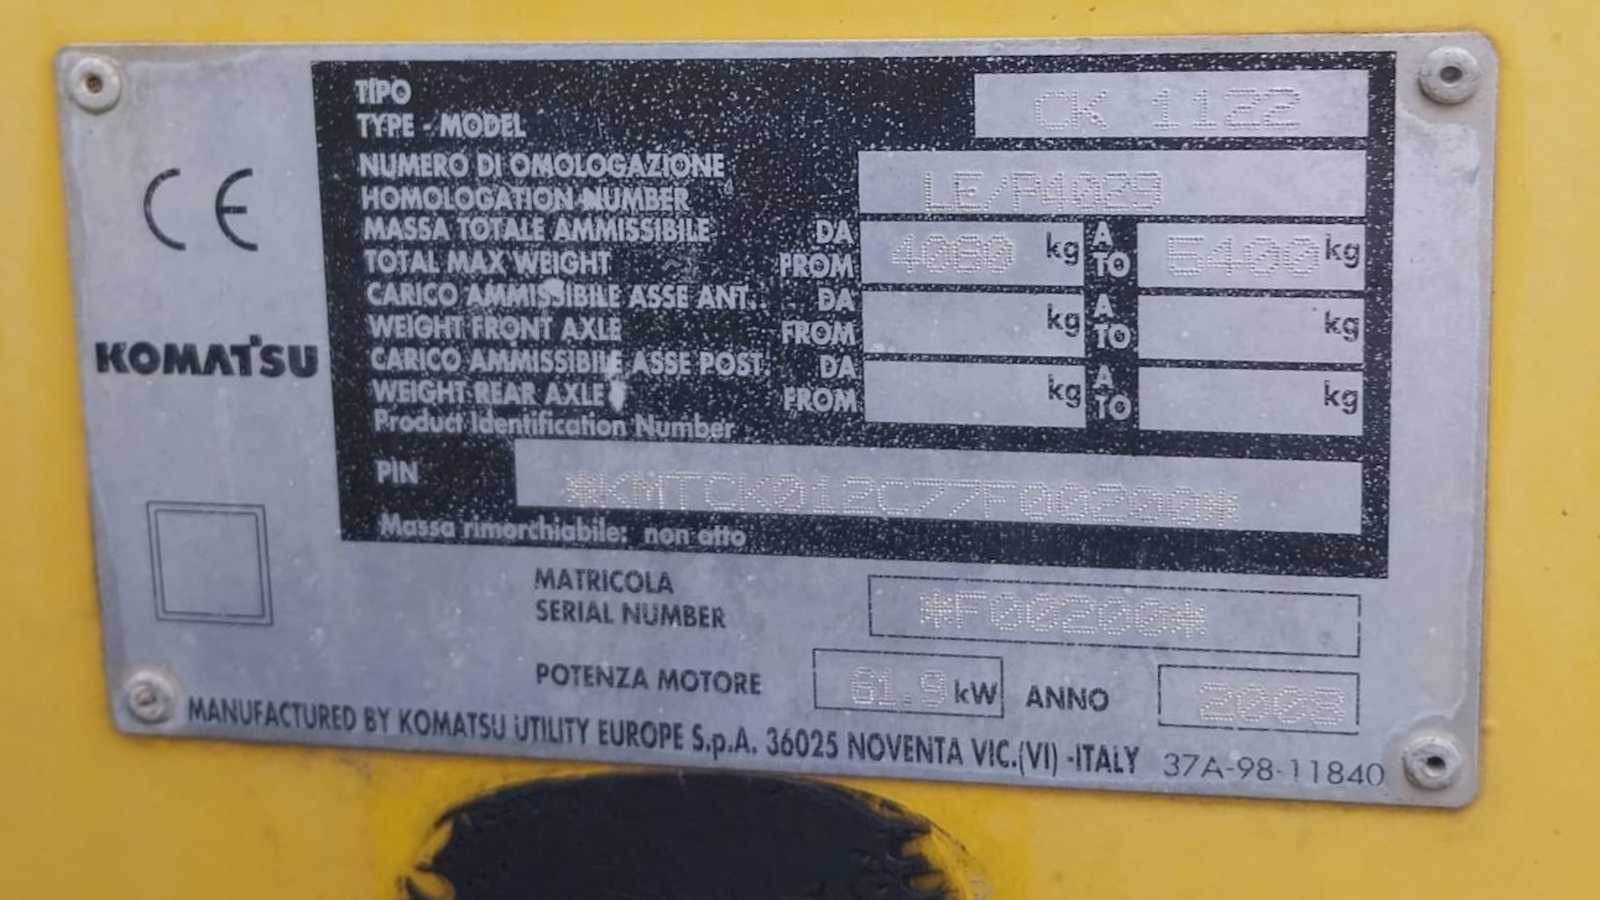 TIPO
TYPE - MODEL CK 1122
NUMERO DI OMOLOGAZIONE
HOMOLOGATION NUMBER LE/P4029
MASSA TOTALE AMMISSIBILE DA A
TOTAL MAX WEIGHT FROM 4080 kg TO 5400 kg
CARICO AMMISSIBILE ASSE ANT. DA A
WEIGHT FRONT AXLE FROM kg TO kg
CARICO AMMISSIBILE ASSE POST. DA A
WEIGHT REAR AXLE FROM kg TO kg
Product Identification Number
PIN *KMTCK012C77F00200*
Massa rimorchiabile: non atto
CE
KOMATSU
MATRICOLA
SERIAL NUMBER *F00200*
POTENZA MOTORE 61.9 kW ANNO 2008
MANUFACTURED BY KOMATSU UTILITY EUROPE S.p.A. 36025 NOVENTA VIC.(VI) -ITALY 37A-98-11840